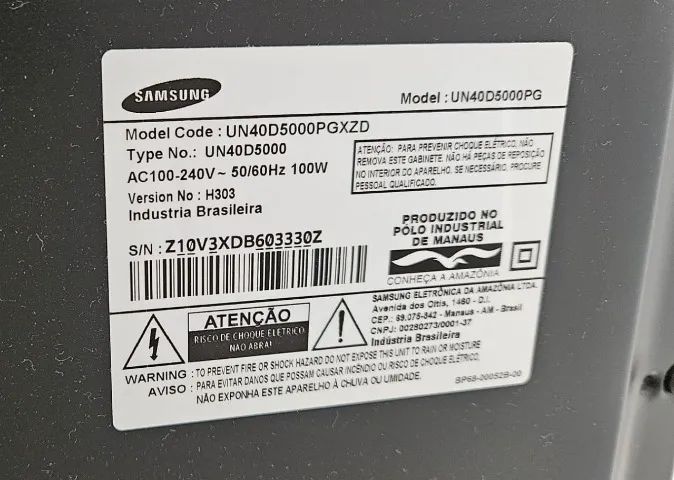 SAMSUNG
Model : UN40D5000PG
Model Code : UN40D5000PGXZD
Type No.: UN40D5000
AC100-240V~ 50/60Hz 100W
Version No : H303
Industria Brasileira
ATENÇÃO: PARA PREVENIR CHOQUE ELÉTRICO, NÃO
REMOVA ESTE GABINETE. NÃO HÁ PEÇAS DE REPOSIÇÃO
NO INTERIOR DO APARELHO. SE NECESSÁRIO, PROCURE
PESSOAL QUALIFICADO.
S/N : Z10V3XDB603330Z
PRODUZIDO NO
PÓLO INDUSTRIAL
DE MANAUS
CONHEÇA A AMAZÔNIA
SAMSUNG ELETRÔNICA DA AMAZÔNIA LTDA.
Avenida dos Oitis, 1460 - D.I.
CEP.: 69.075-842 - Manaus - AM - Brasil
CNPJ: 00280273/0001-37
Indústria Brasileira
ATENÇÃO
RISCO DE CHOQUE ELETRICO
NAO ABRA!
WARNING : TO PREVENT FIRE OR SHOCK HAZARD DO NOT EXPOSE THIS UNIT TO RAIN OR MOISTURE
AVISO : PARA EVITAR DANOS QUE POSSAM CAUSAR INCÊNDIO OU RISCO DE CHOQUE ELÉTRICO,
NÃO EXPONHA ESTE APARELHO À CHUVA OU UMIDADE.
BP68-00052B-00